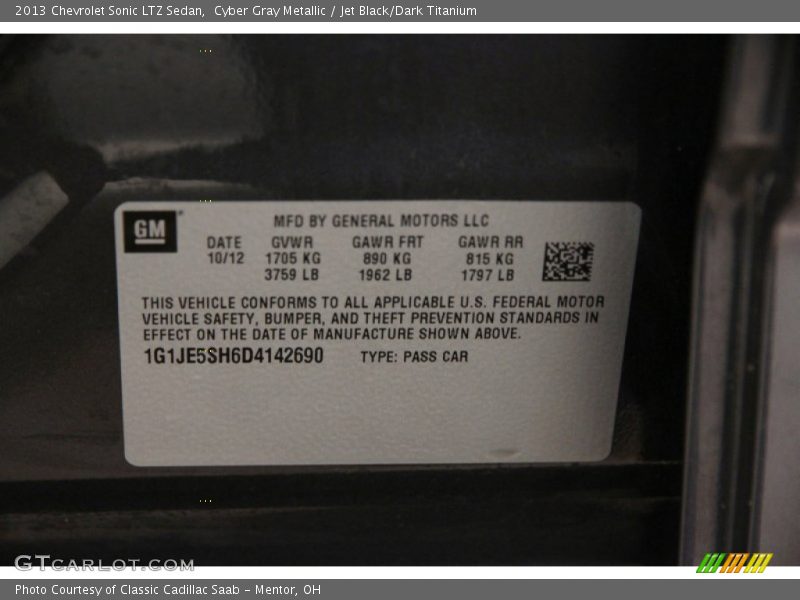 2013 Chevrolet Sonic LTZ Sedan,  Cyber Gray Metallic / Jet Black/Dark Titanium
GM
MFD BY GENERAL MOTORS LLC
DATE GVWR GAWR FRT GAWR RR
10/12 1705 KG 890 KG 815 KG
3759 LB 1962 LB 1797 LB
THIS VEHICLE CONFORMS TO ALL APPLICABLE U.S. FEDERAL MOTOR
VEHICLE SAFETY, BUMPER, AND THEFT PREVENTION STANDARDS IN
EFFECT ON THE DATE OF MANUFACTURE SHOWN ABOVE.
1G1JE5SH6D4142690 TYPE: PASS CAR
GTCARLOT.COM
Photo Courtesy of Classic Cadillac Saab - Mentor, OH